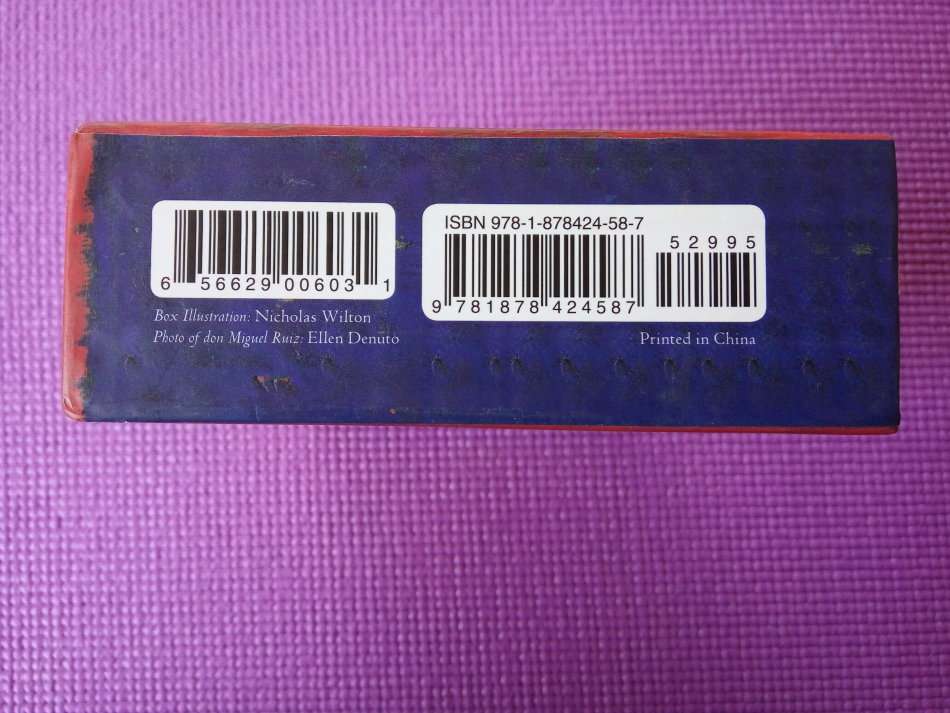 6 56629 00603 1
ISBN 978-1-878424-58-7
52995
9 781878 424587
Box Illustration: Nicholas Wilton
Photo of don Miguel Ruiz: Ellen Denuto
Printed in China